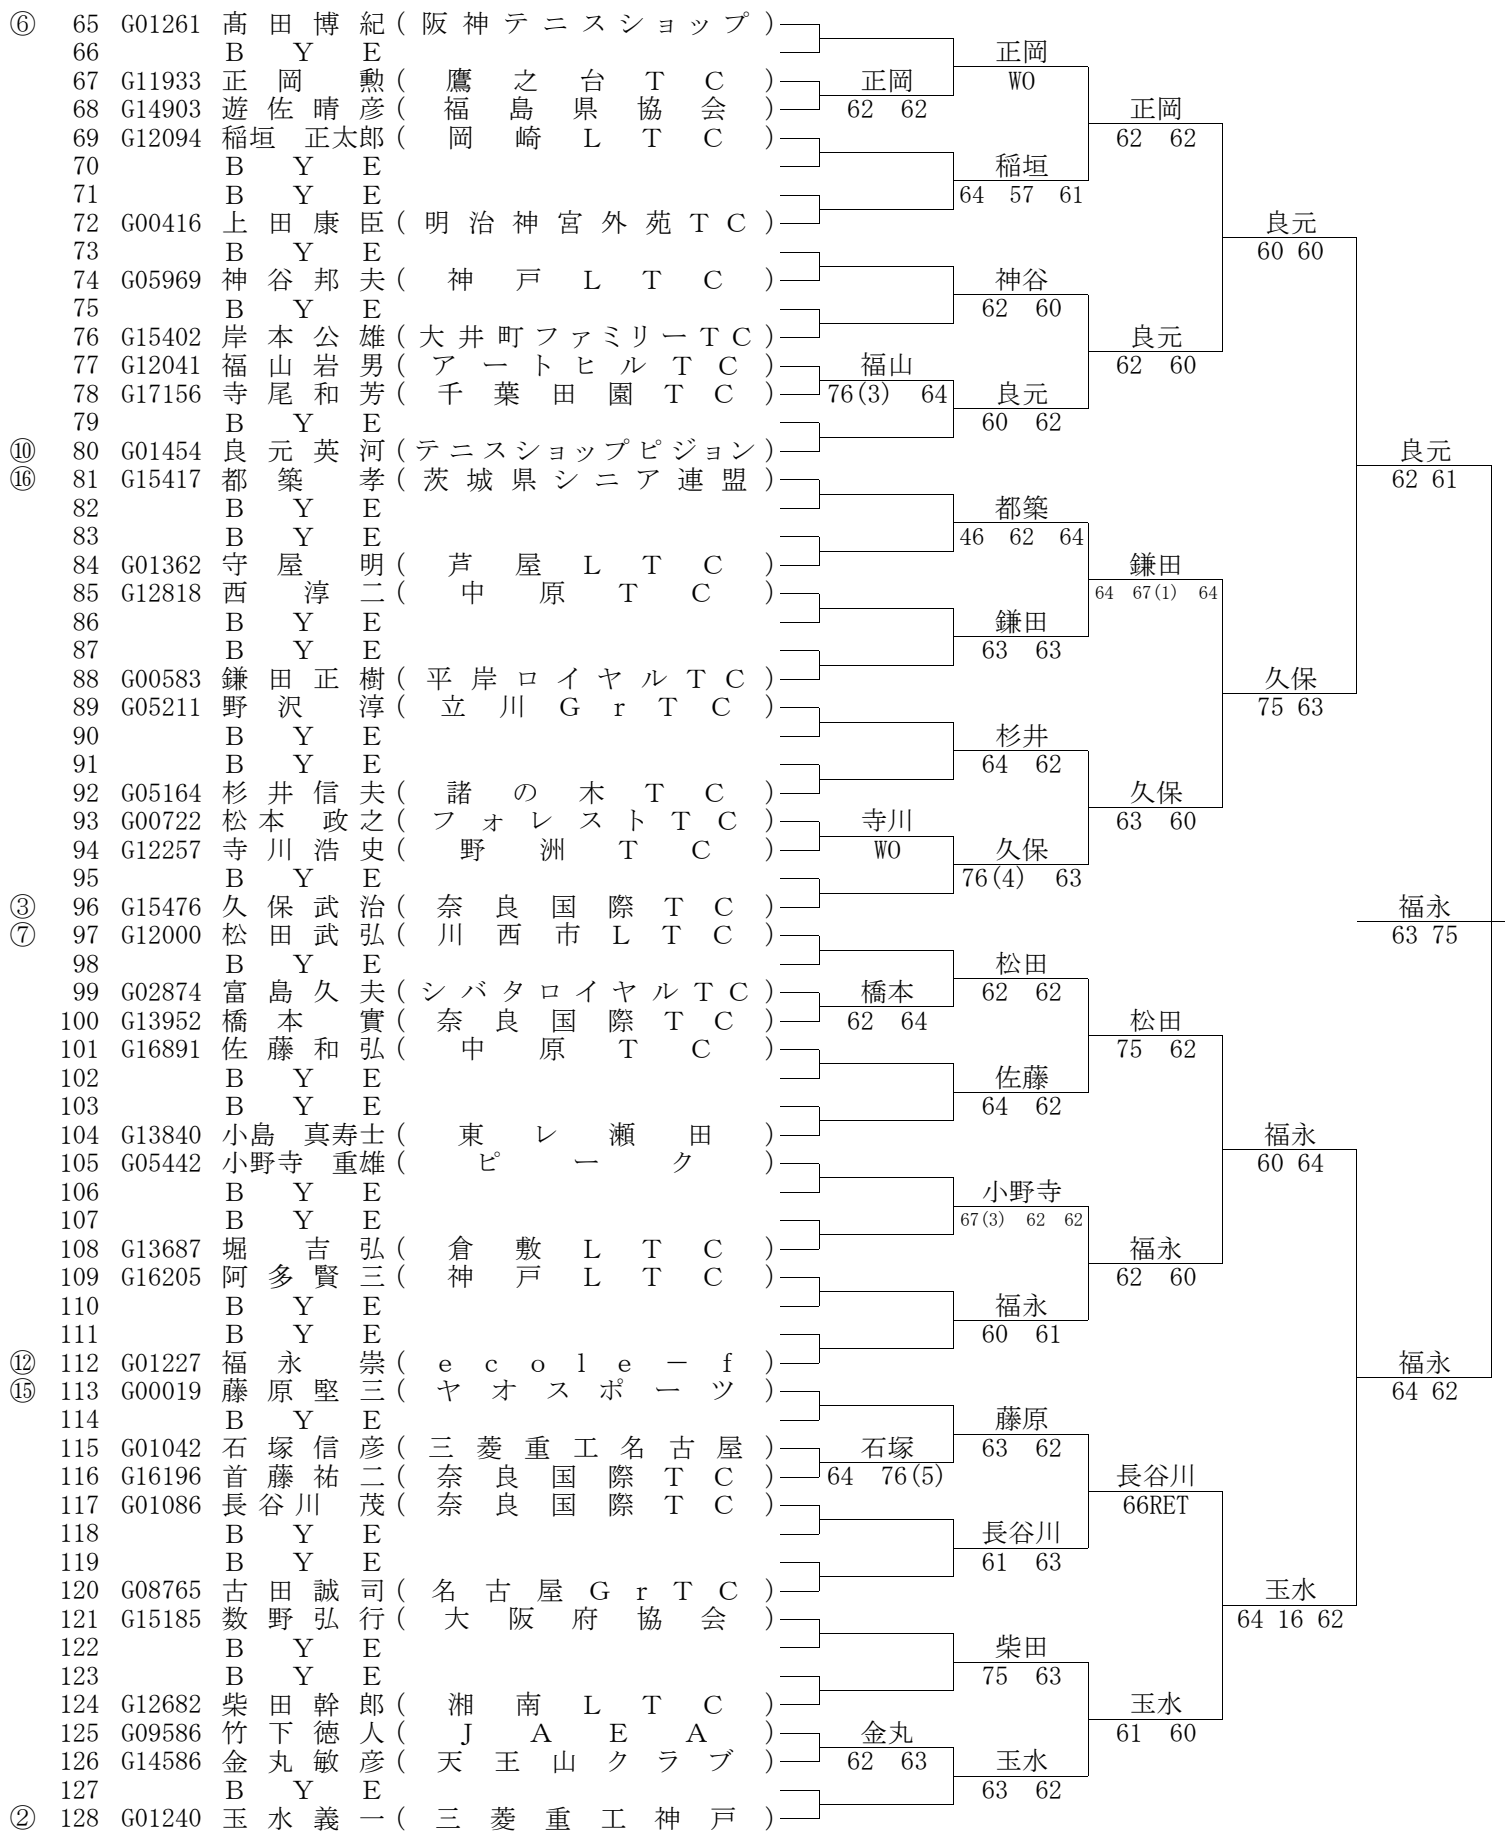 ⑥ 65 G01261 髙田博紀(阪神テニスショップ)
66 BYE 正岡
67 G11933 正岡 勲(鷹之台TC) 正岡 WO
68 G14903 遊佐晴彦(福島県協会) 62 62 正岡
69 G12094 稲垣 正太郎(岡崎LTC) 62 62
70 BYE 稲垣
71 BYE 64 57 61
72 G00416 上田康臣(明治神宮外苑TC) 良元
73 BYE 60 60
74 G05969 神谷邦夫(神戸LTC) 神谷
75 BYE 62 60
76 G15402 岸本公雄(大井町ファミリーTC) 良元
77 G12041 福山岩男(アートヒルTC) 福山 62 60
78 G17156 寺尾和芳(千葉田園TC) 76(3) 64 良元
79 BYE 60 62
⑩ 80 G01454 良元英河(テニスショップピジョン) 良元
⑯ 81 G15417 都築 孝(茨城県シニア連盟) 62 61
82 BYE 都築
83 BYE 46 62 64
84 G01362 守屋 明(芦屋LTC) 鎌田
85 G12818 西 淳二(中原TC) 64 67(1) 64
86 BYE 鎌田
87 BYE 63 63
88 G00583 鎌田正樹(平岸ロイヤルTC) 久保
89 G05211 野沢 淳(立川GrTC) 75 63
90 BYE 杉井
91 BYE 64 62
92 G05164 杉井信夫(諸の木TC) 久保
93 G00722 松本 政之(フォレストTC) 寺川 63 60
94 G12257 寺川浩史(野洲TC) WO 久保
95 BYE 76(4) 63
③ 96 G15476 久保武治(奈良国際TC) 福永
⑦ 97 G12000 松田武弘(川西市LTC) 63 75
98 BYE 松田
99 G02874 富島久夫(シバタロイヤルTC) 橋本 62 62
100 G13952 橋本 實(奈良国際TC) 62 64 松田
101 G16891 佐藤和弘(中原TC) 75 62
102 BYE 佐藤
103 BYE 64 62
104 G13840 小島 真寿士(東レ瀬田) 福永
105 G05442 小野寺 重雄(ピーク) 60 64
106 BYE 小野寺
107 BYE 67(3) 62 62
108 G13687 堀 吉弘(倉敷LTC) 福永
109 G16205 阿多賢三(神戸LTC) 62 60
110 BYE 福永
111 BYE 60 61
⑫ 112 G01227 福永 崇(ecole－f) 福永
⑮ 113 G00019 藤原堅三(ヤオスポーツ) 64 62
114 BYE 藤原
115 G01042 石塚信彦(三菱重工名古屋) 石塚 63 62
116 G16196 首藤祐二(奈良国際TC) 64 76(5) 長谷川
117 G01086 長谷川 茂(奈良国際TC) 66RET
118 BYE 長谷川
119 BYE 61 63
120 G08765 古田誠司(名古屋GrTC) 玉水
121 G15185 数野弘行(大阪府協会) 64 16 62
122 BYE 柴田
123 BYE 75 63
124 G12682 柴田幹郎(湘南LTC) 玉水
125 G09586 竹下徳人(JAEA) 金丸 61 60
126 G14586 金丸敏彦(天王山クラブ) 62 63 玉水
127 BYE 63 62
② 128 G01240 玉水義一(三菱重工神戸)